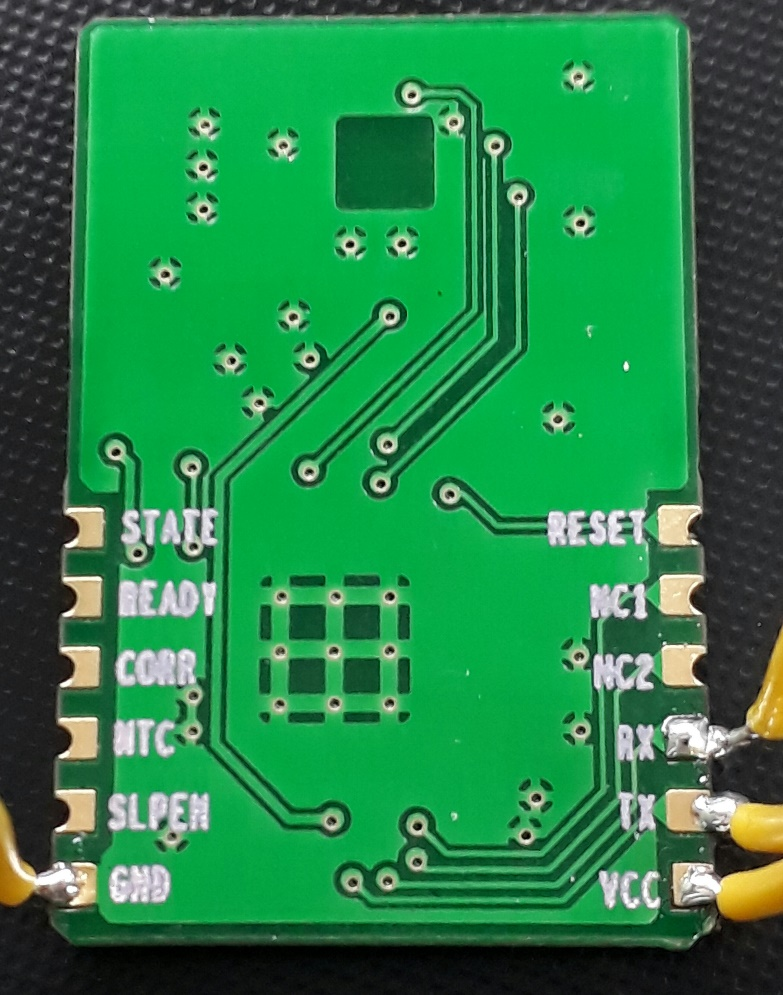 STATE
READY
CORR
NTC
SLPEN
GND
RESET
NC1
NC2
RX
TX
VCC